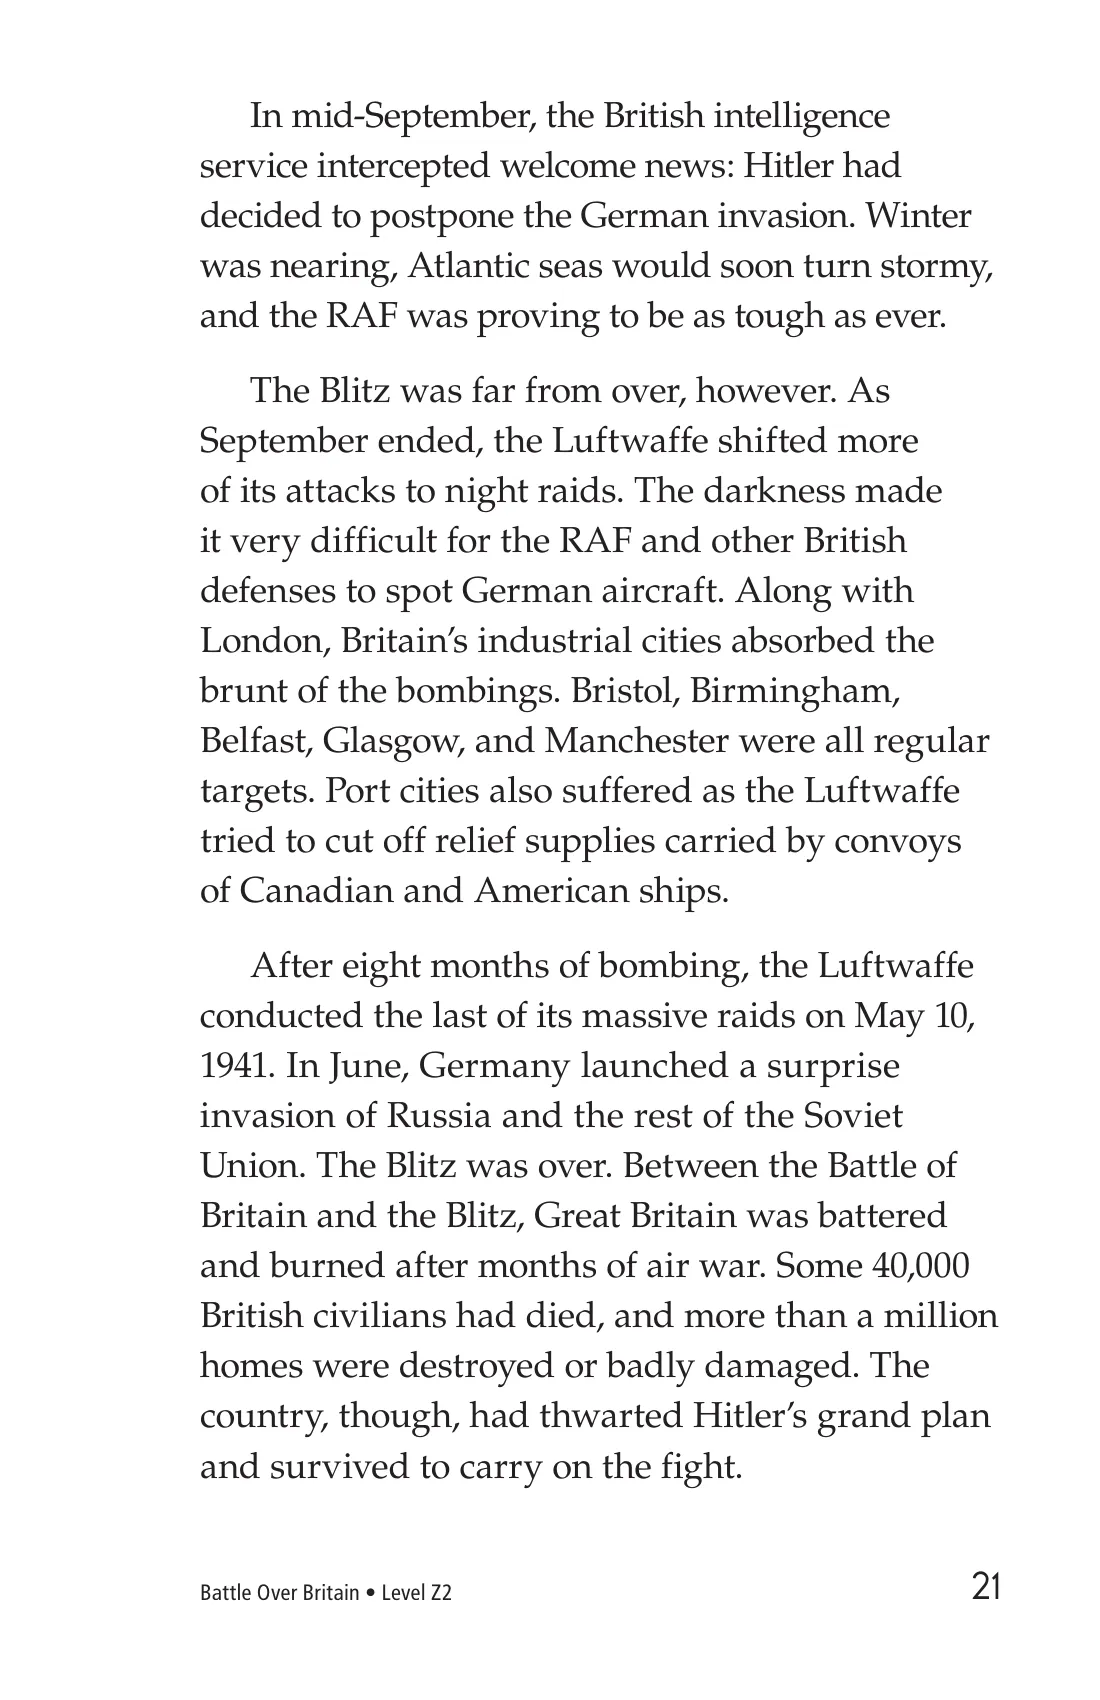 In mid-September, the British intelligence
service intercepted welcome news: Hitler had
decided to postpone the German invasion. Winter
was nearing, Atlantic seas would soon turn stormy,
and the RAF was proving to be as tough as ever.
The Blitz was far from over, however. As
September ended, the Luftwaffe shifted more
of its attacks to night raids. The darkness made
it very difficult for the RAF and other British
defenses to spot German aircraft. Along with
London, Britain’s industrial cities absorbed the
brunt of the bombings. Bristol, Birmingham,
Belfast, Glasgow, and Manchester were all regular
targets. Port cities also suffered as the Luftwaffe
tried to cut off relief supplies carried by convoys
of Canadian and American ships.
After eight months of bombing, the Luftwaffe
conducted the last of its massive raids on May 10,
1941. In June, Germany launched a surprise
invasion of Russia and the rest of the Soviet
Union. The Blitz was over. Between the Battle of
Britain and the Blitz, Great Britain was battered
and burned after months of air war. Some 40,000
British civilians had died, and more than a million
homes were destroyed or badly damaged. The
country, though, had thwarted Hitler’s grand plan
and survived to carry on the fight.
Battle Over Britain • Level Z2
21